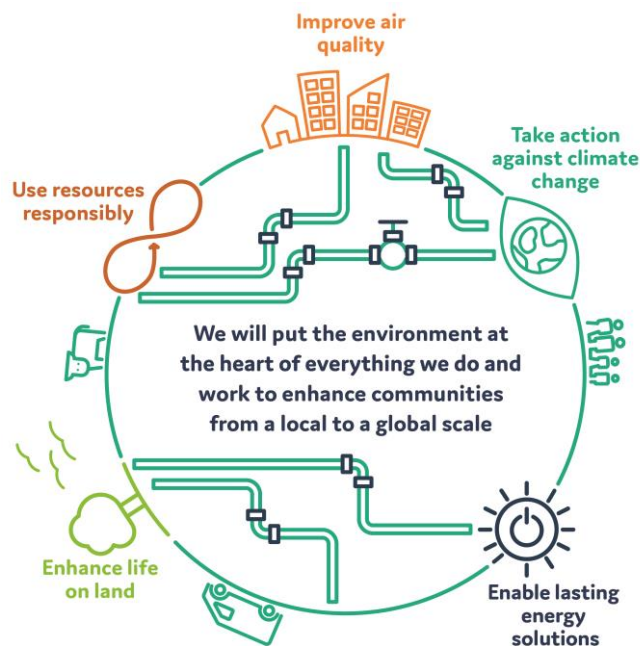 Improve air
quality
Take action
against climate
change
Use resources
responsibly
We will put the environment at
the heart of everything we do and
work to enhance communities
from a local to a global scale
Enhance life
on land
Enable lasting
energy
solutions